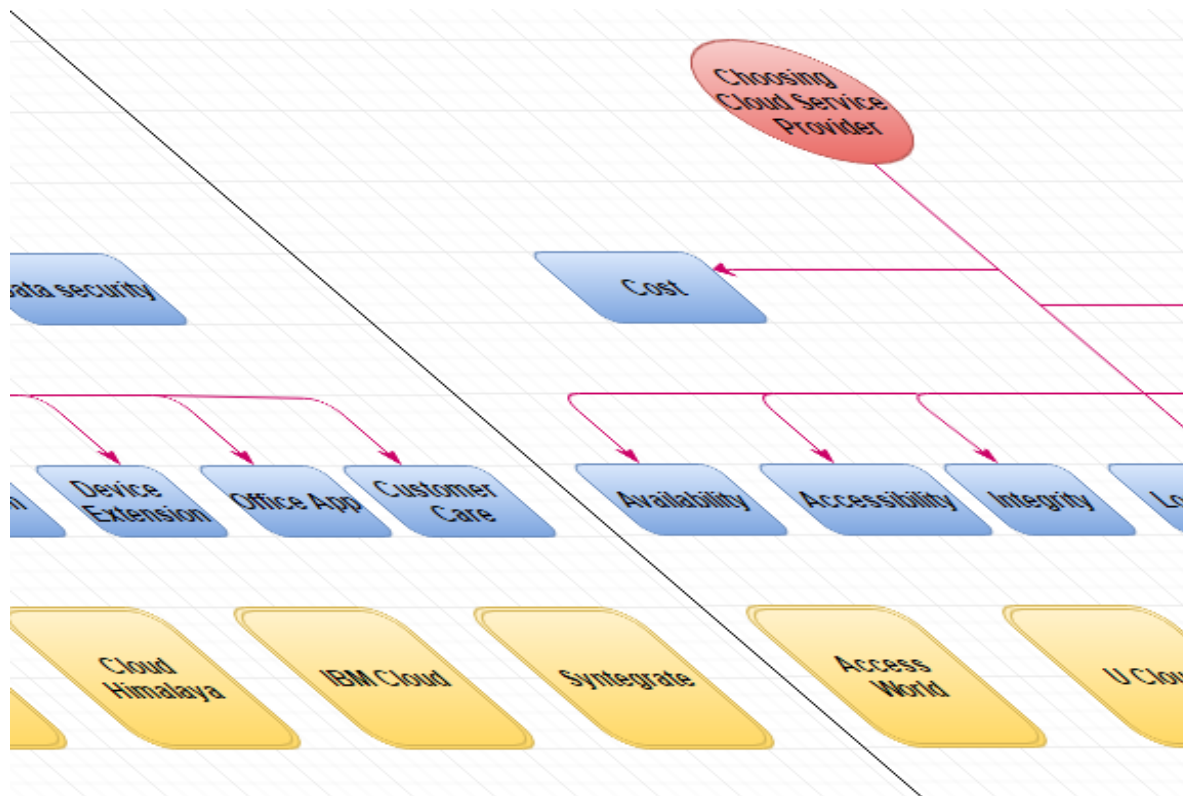 Choosing
Cloud Service
Provider
data security
Cost
Device
Extension
Office App
Customer
Care
Availability
Accessibility
Integrity
Cloud
Himalaya
IBM Cloud
Syntegrate
Access
World